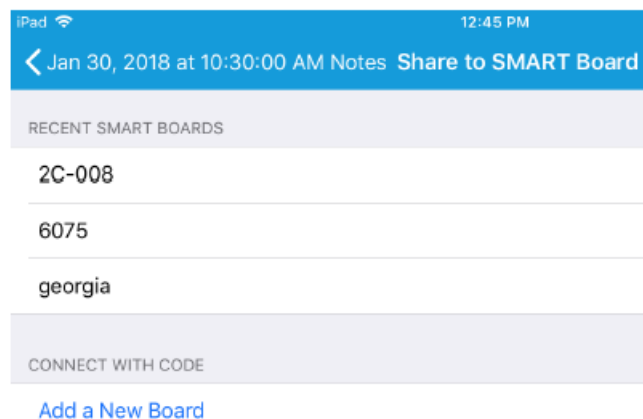 iPad 12:45 PM
Jan 30, 2018 at 10:30:00 AM Notes Share to SMART Board
RECENT SMART BOARDS
2C-008
6075
georgia
CONNECT WITH CODE
Add a New Board